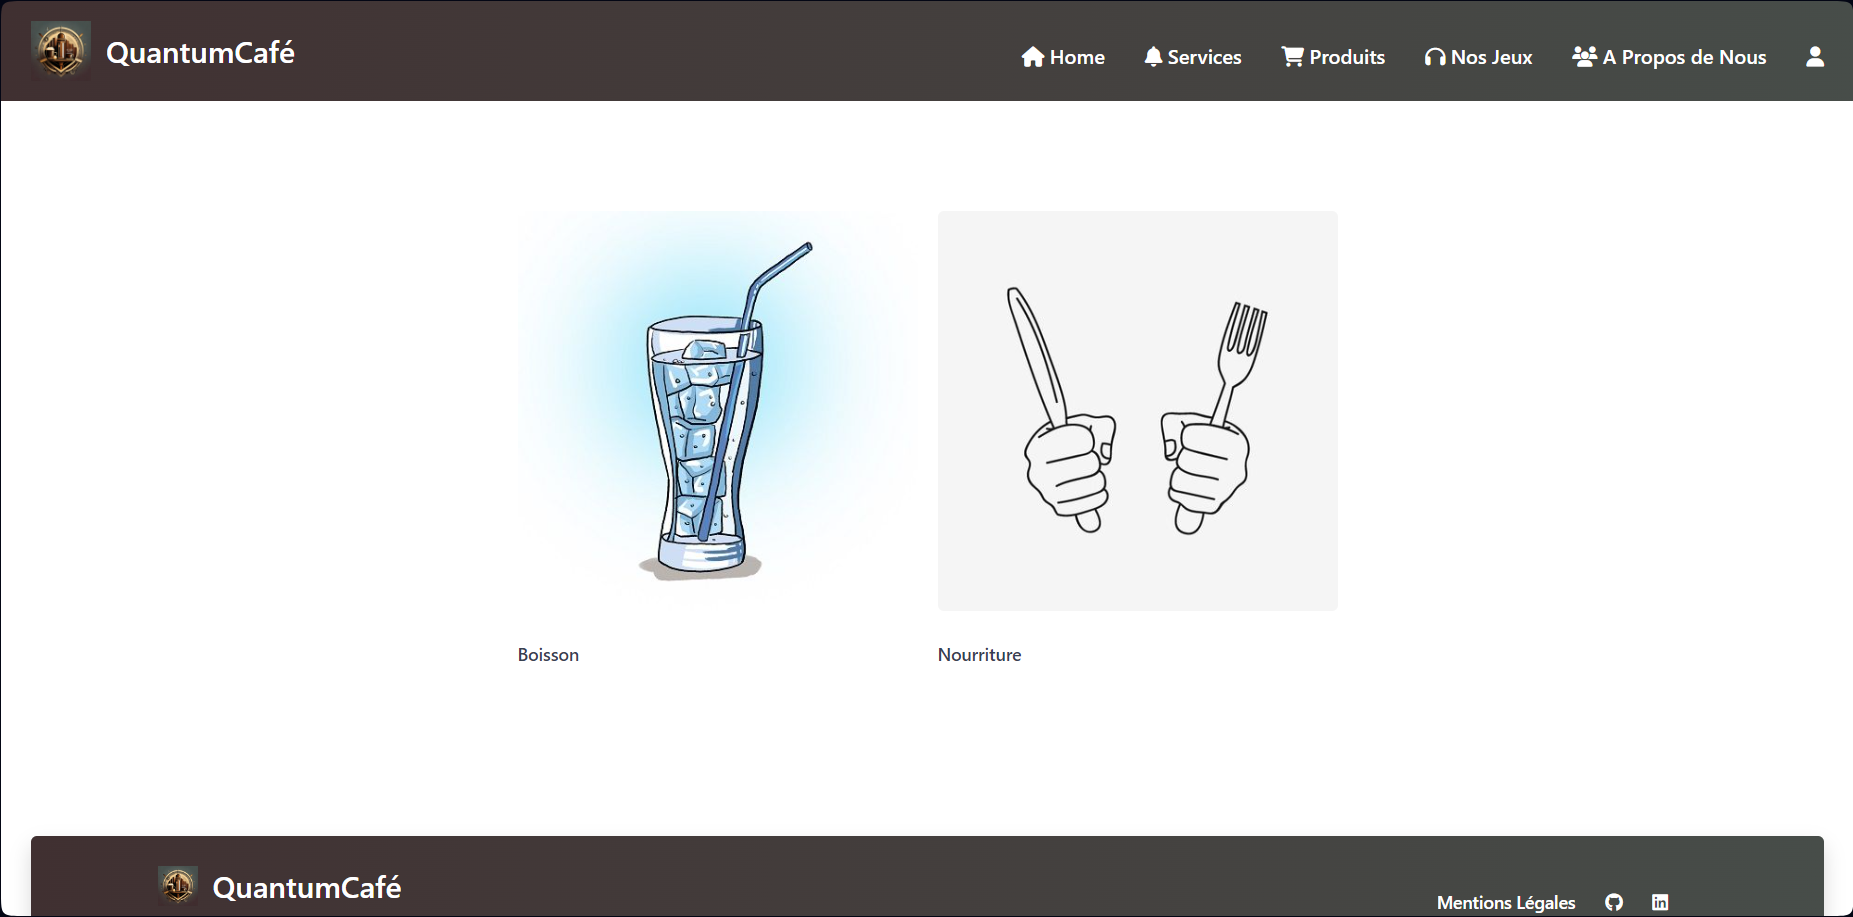 QuantumCafé
Home Services Produits Nos Jeux A Propos de Nous
Boisson Nourriture
QuantumCafé
Mentions Légales